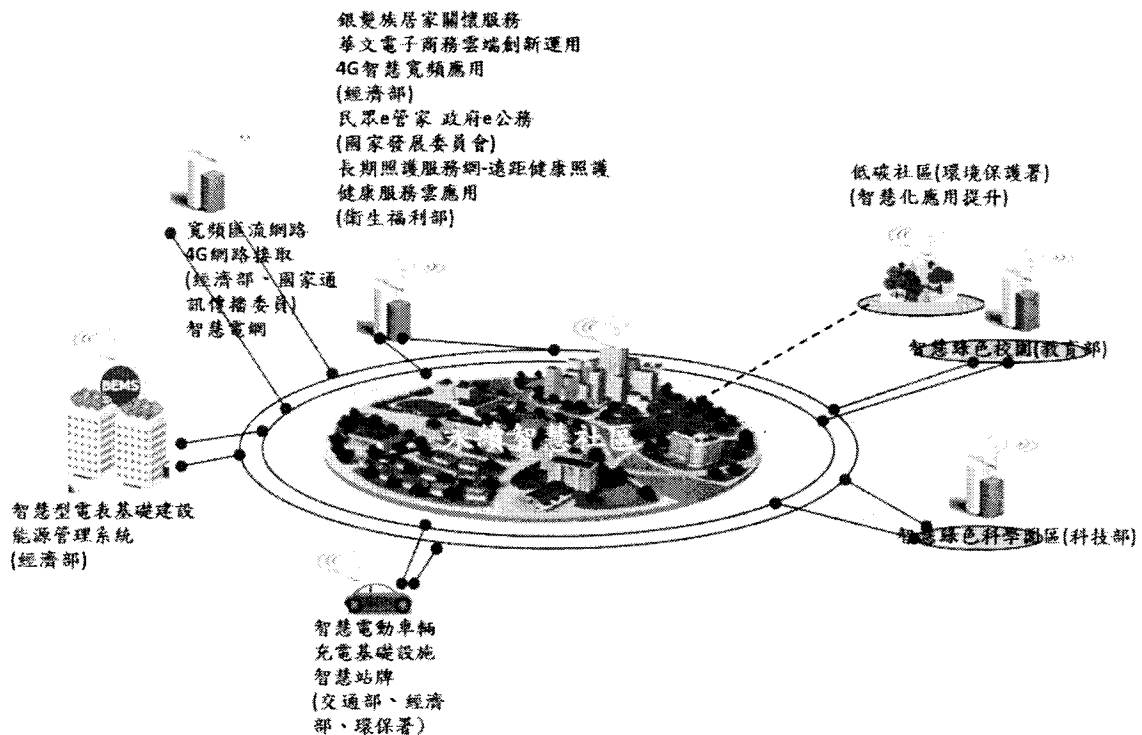 銀髮族居家關懷服務
華文電子商務雲端創新運用
4G智慧寬頻應用
(經濟部)
民眾e管家 政府e公務
(國家發展委員會)
長期照護服務網-遠距健康照護
健康服務雲應用
(衛生福利部)
低碳社區(環境保護署)
(智慧化應用提升)
寬頻匯流網路
4G網路接取
(經濟部、國家通
訊傳播委員)
智慧電網
智慧綠色校園(教育部)
BEMS
智慧社區
智慧型電表基礎建設
能源管理系統
(經濟部)
智慧綠色科學園區(科技部)
智慧電動車輛
充電基礎設施
智慧站牌
(交通部、經濟
部、環保署)